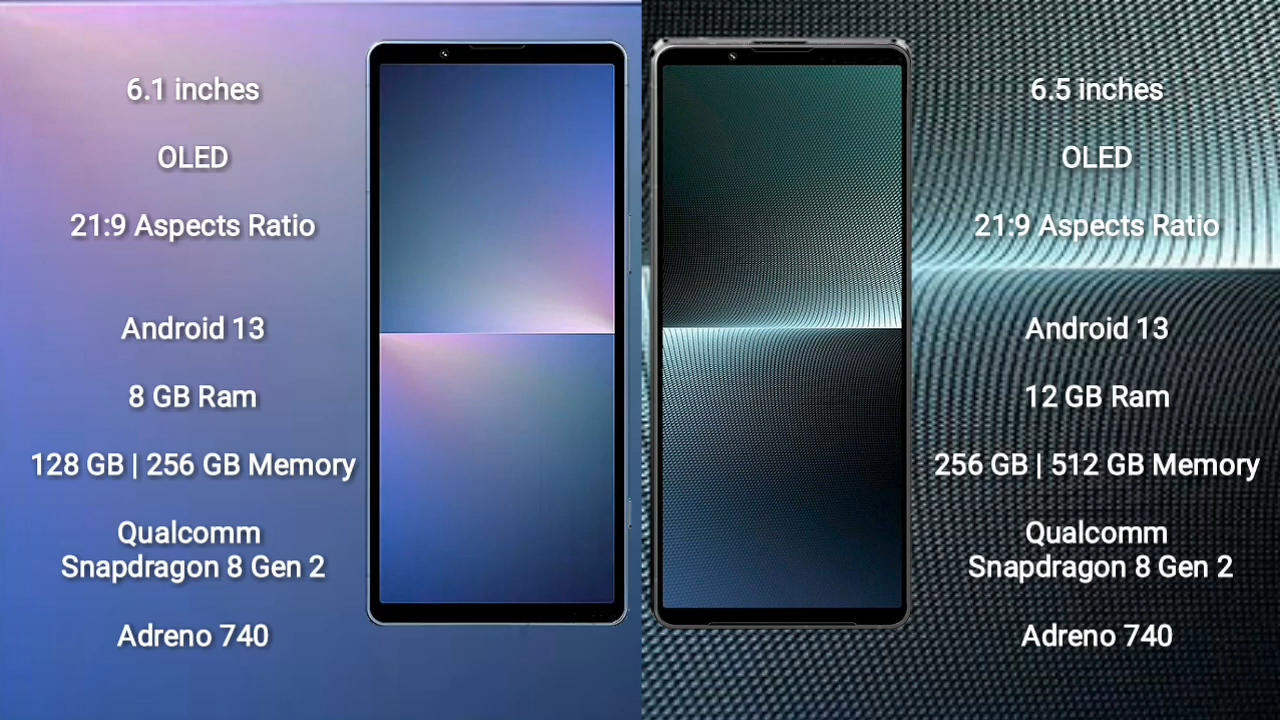 6.1 inches
OLED
21:9 Aspects Ratio
Android 13
8 GB Ram
128 GB | 256 GB Memory
Qualcomm
Snapdragon 8 Gen 2
Adreno 740
6.5 inches
OLED
21:9 Aspects Ratio
Android 13
12 GB Ram
256 GB | 512 GB Memory
Qualcomm
Snapdragon 8 Gen 2
Adreno 740